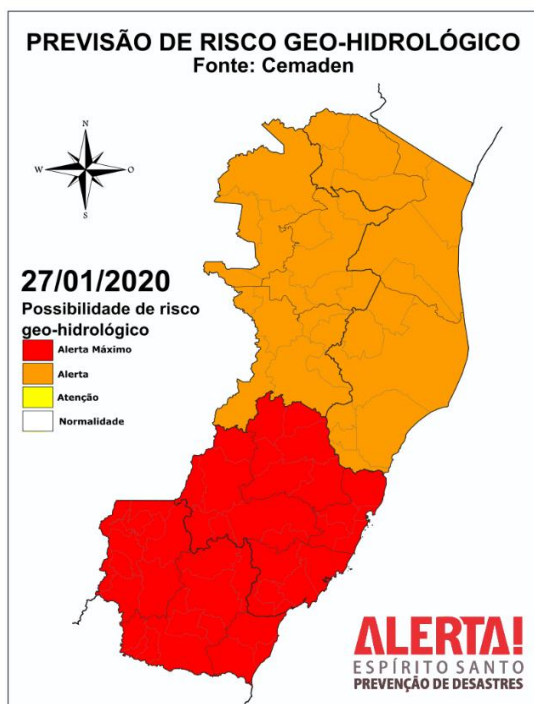 PREVISÃO DE RISCO GEO-HIDROLÓGICO
Fonte: Cemaden
N
W
O
S
27/01/2020
Possibilidade de risco
geo-hidrológico
Alerta Máximo
Alerta
Atenção
Normalidade
ALERTA!
ESPÍRITO SANTO
PREVENÇÃO DE DESASTRES